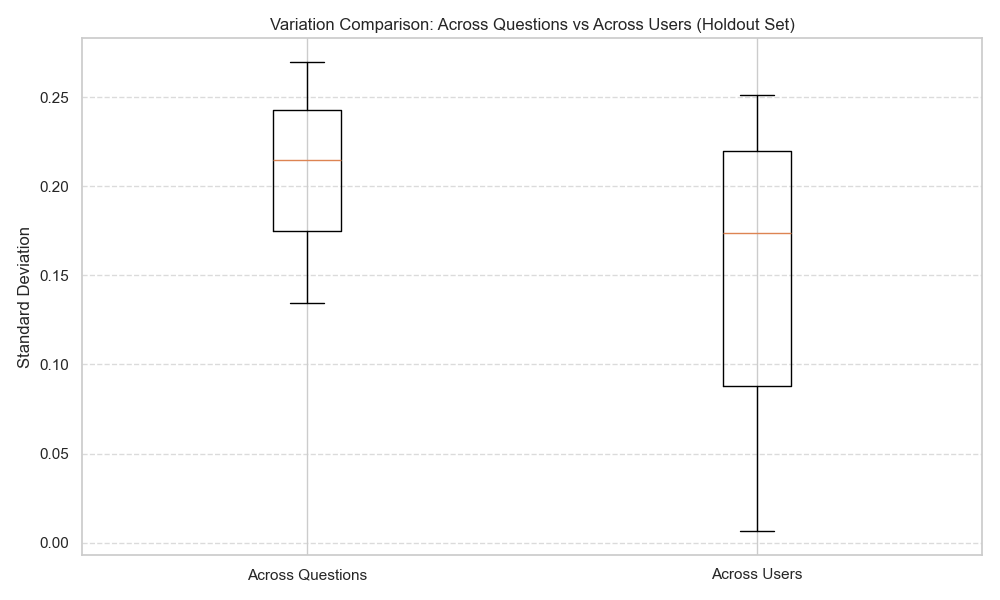 Variation Comparison: Across Questions vs Across Users (Holdout Set)
Standard Deviation
0.25
0.20
0.15
0.10
0.05
0.00
Across Questions
Across Users